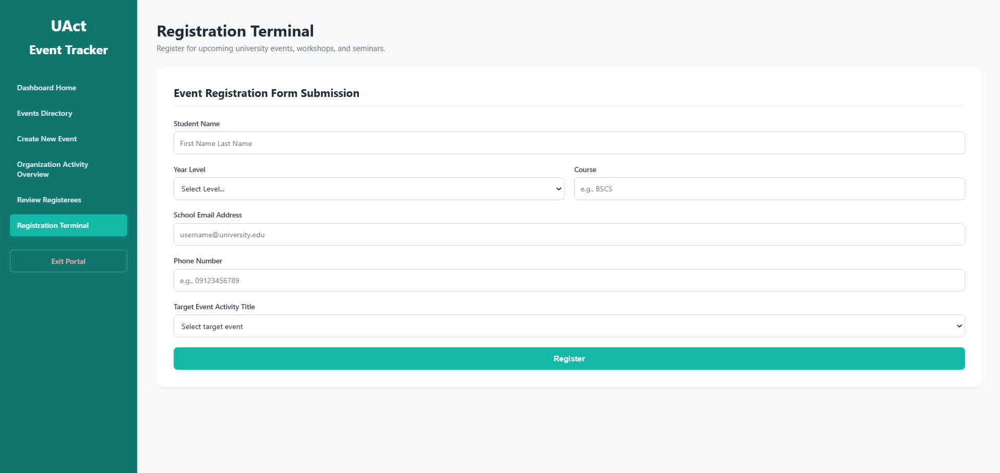 UAct
Event Tracker
Dashboard Home
Events Directory
Create New Event
Organization Activity
Overview
Review Registerees
Registration Terminal
Exit Portal
Registration Terminal
Register for upcoming university events, workshops, and seminars.
Event Registration Form Submission
Student Name
First Name Last Name
Year Level
Select Level...
Course
e.g., BSCS
School Email Address
username@university.edu
Phone Number
e.g., 09123456789
Target Event Activity Title
Select target event
Register